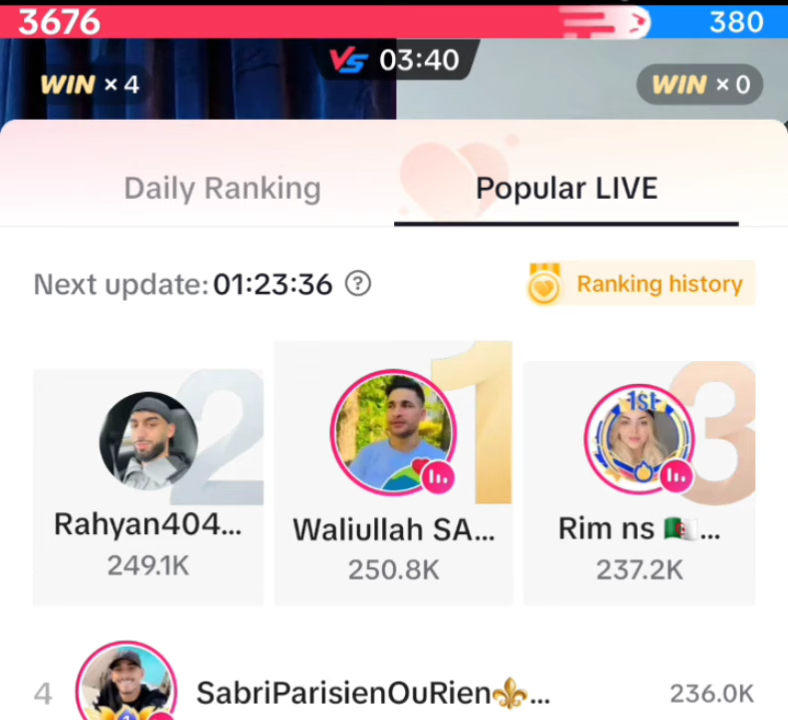 3676 380
VS 03:40
WIN × 4 WIN × 0
Daily Ranking Popular LIVE
Next update: 01:23:36 ? Ranking history
2 1 3
1st
Rahyan404... Waliullah SA... Rim ns 🇩🇿...
249.1K 250.8K 237.2K
4 SabriParisienOuRien⚜️... 236.0K